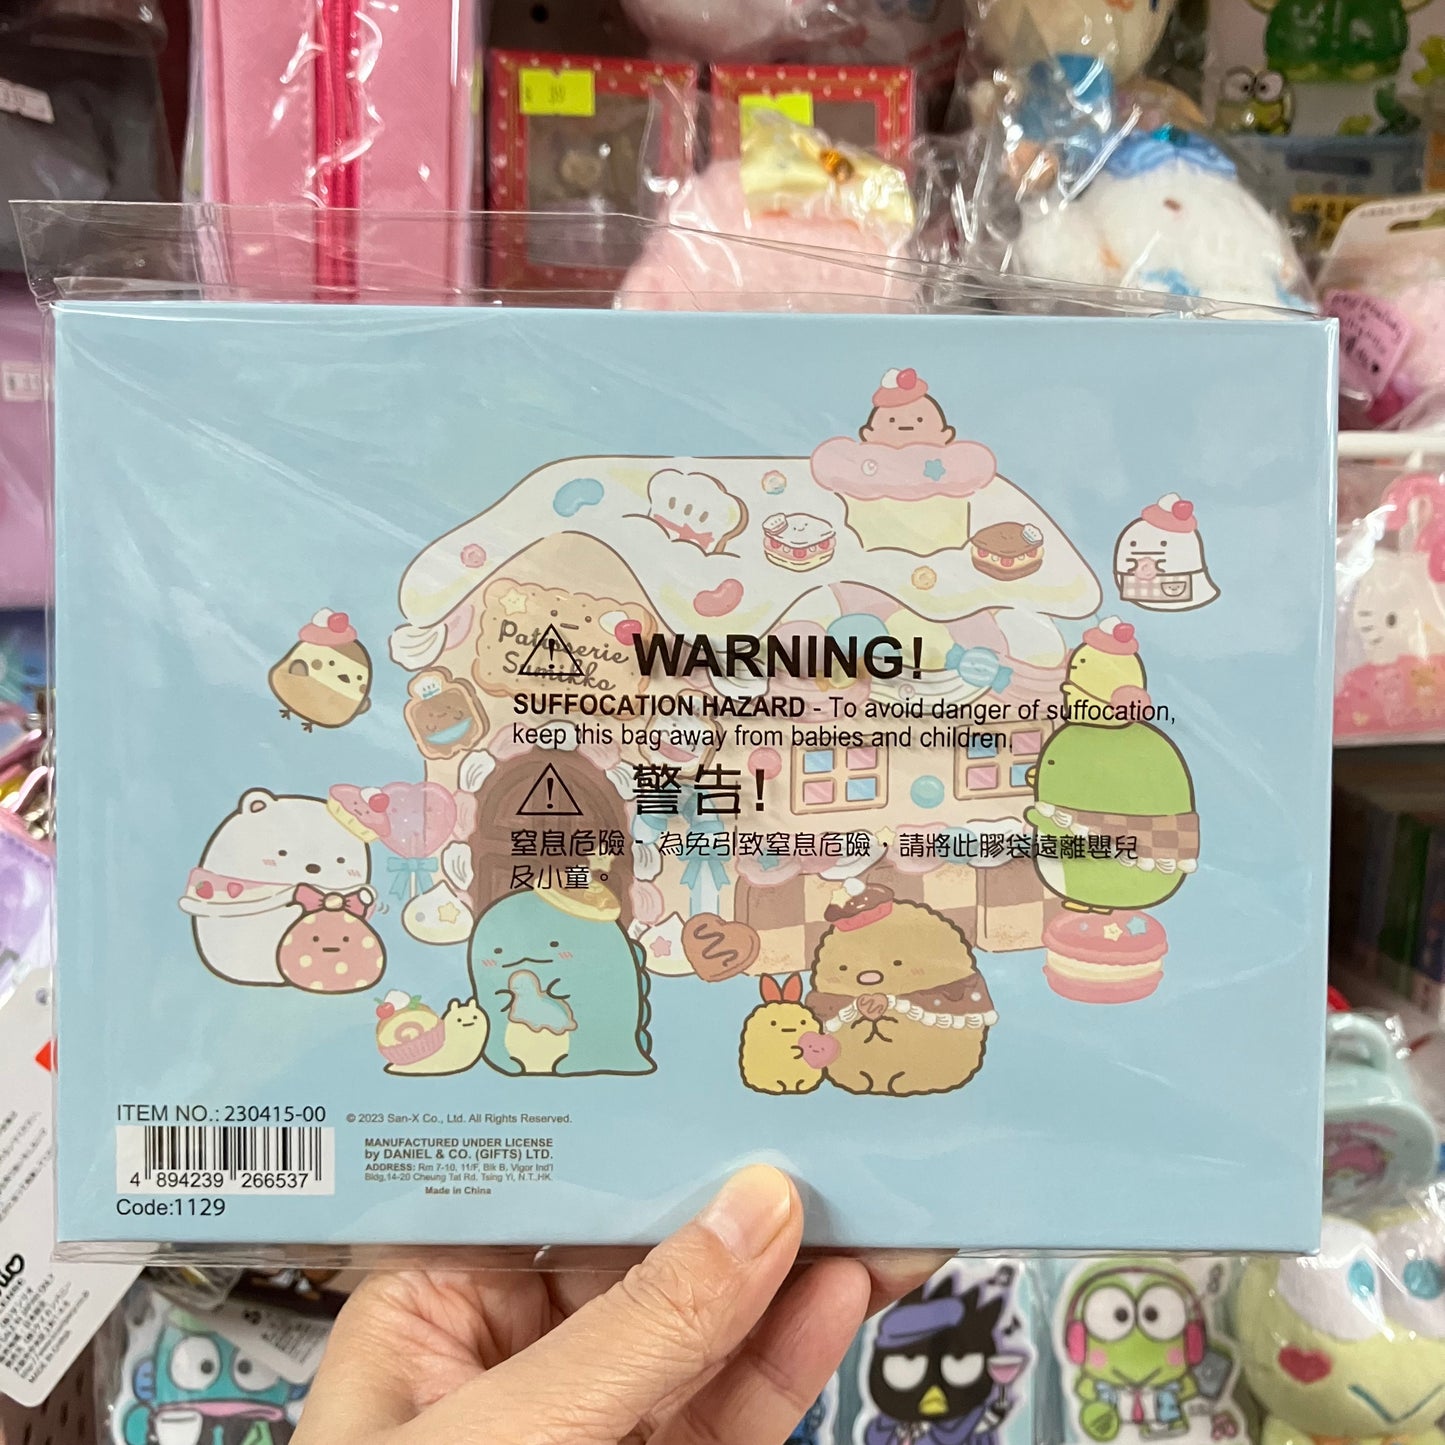 39
Patisserie
Sumikko
WARNING!
SUFFOCATION HAZARD - To avoid danger of suffocation,
keep this bag away from babies and children.
警告!
窒息危險 - 為免引致窒息危險，請將此膠袋遠離嬰兒
及小童。
ITEM NO.: 230415-00
© 2023 San-X Co., Ltd. All Rights Reserved.
MANUFACTURED UNDER LICENSE
by DANIEL & CO. (GIFTS) LTD.
ADDRESS: Rm 7-10, 11/F, Blk B, Vigor Ind'l
Bldg,14-20 Cheung Tat Rd, Tsing Yi, N.T.,HK.
Made in China
4 894239 266537
Code:1129